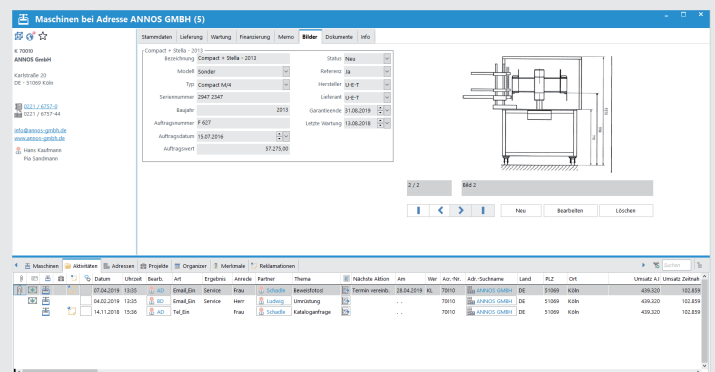 Maschinen bei Adresse ANNOS GMBH (5)
K 70010
ANNOS GmbH
Karlstraße 20
DE - 51069 Köln
0221 / 6757-0
0221 / 6757-44
info@annos-gmbh.de
www.annos-gmbh.de
Hans Kaufmann
Pia Sandmann
Stammdaten Lieferung Wartung Finanzierung Memo Bilder Dokumente Info
Compact + Stella - 2013
Bezeichnung Compact + Stella - 2013
Modell Sonder
Typ Compact M/4
Seriennummer 2947 2347
Baujahr 2013
Auftragsnummer F 627
Auftragsdatum 15.07.2016
Auftragswert 57.275,00
Status Neu
Referenz Ja
Hersteller U-E-T
Lieferant U-E-T
Garantieende 31.08.2019
Letzte Wartung 13.08.2018
2 / 2 Bild 2
Neu Bearbeiten Löschen
Maschinen Aktivitäten Adressen Projekte Organizer Merkmale Reklamationen Suchen
Datum Uhrzeit Bearb. Art Ergebnis Anrede Partner Thema Nächste Aktion Am Wer Adr.-Nr. Adr.-Suchname Land PLZ Ort Umsatz A.J Umsatz Zeitrah
07.04.2019 13:35 AD Email_Ein Service Frau Schedle Beweisfotos! Termin vereinb. 28.04.2019 KL 70010 ANNOS GMBH DE 51069 Köln 439.320 102.859
04.02.2019 13:35 BD Email_Ein Service Herr Ludwig Umrüstung . . 70010 ANNOS GMBH DE 51069 Köln 439.320 102.859
14.11.2018 15:36 AD Tel_Ein Frau Schedle Kataloganfrage . . 70010 ANNOS GMBH DE 51069 Köln 439.320 102.859